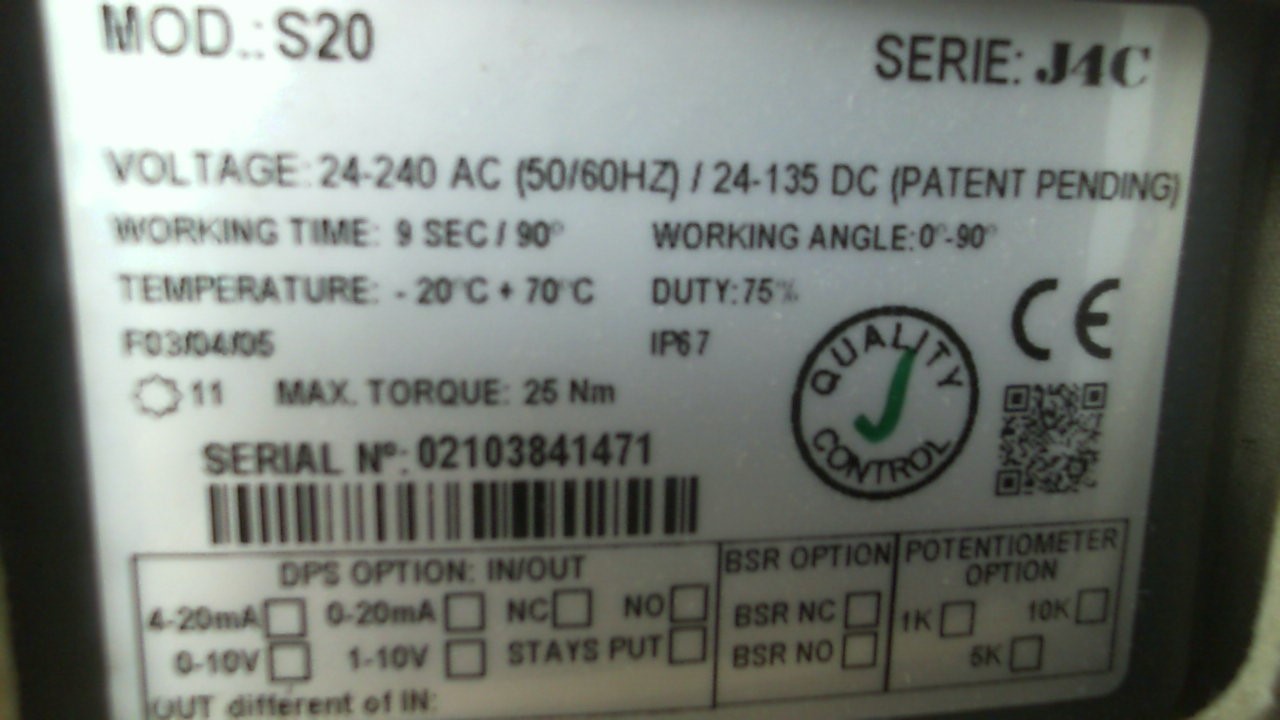 MOD.: S20
SERIE: J4C
VOLTAGE: 24-240 AC (50/60HZ) / 24-135 DC (PATENT PENDING)
WORKING TIME: 9 SEC / 90° WORKING ANGLE: 0°-90°
TEMPERATURE: - 20°C + 70°C DUTY: 75%
F03/04/05 IP67
CE
11 MAX. TORQUE: 25 Nm
QUALITY CONTROL
SERIAL Nº: 02103841471
DPS OPTION: IN/OUT
4-20mA 0-20mA NC NO
0-10V 1-10V STAYS PUT
OUT different of IN:
BSR OPTION
BSR NC
BSR NO
POTENTIOMETER
OPTION
1K 10K
5K